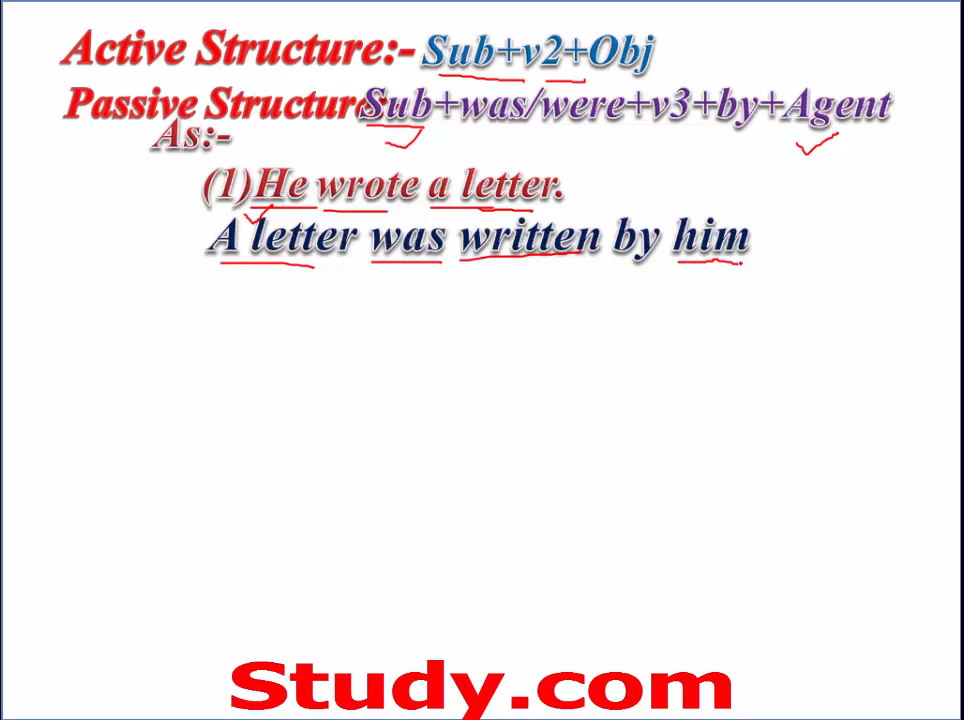 Active Structure:- Sub+v2+Obj
Passive Structure:- Sub+was/were+v3+by+Agent
As:-
(1)He wrote a letter.
A letter was written by him
Study.com